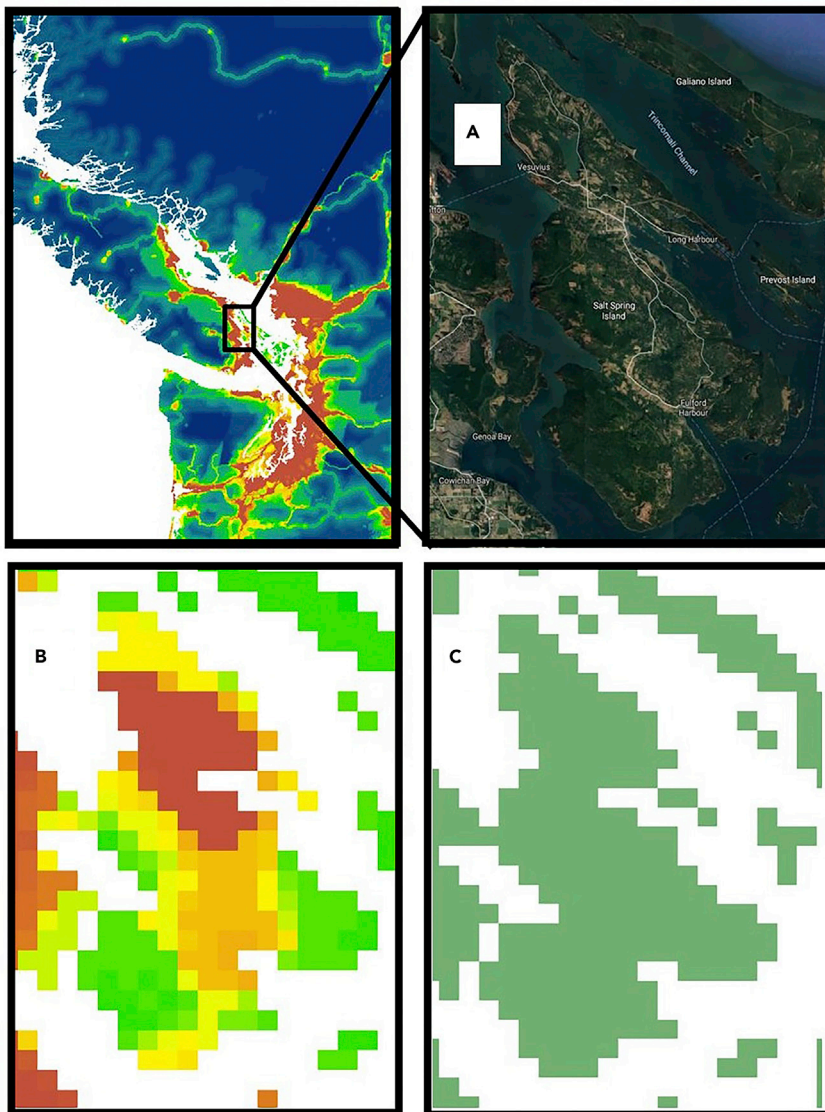 A
Galiano Island
Trincomali Channel
Vesuvius
Long Harbour
Prevost Island
Salt Spring
Island
Fulford
Harbour
Genoa Bay
Cowichan Bay
B
C